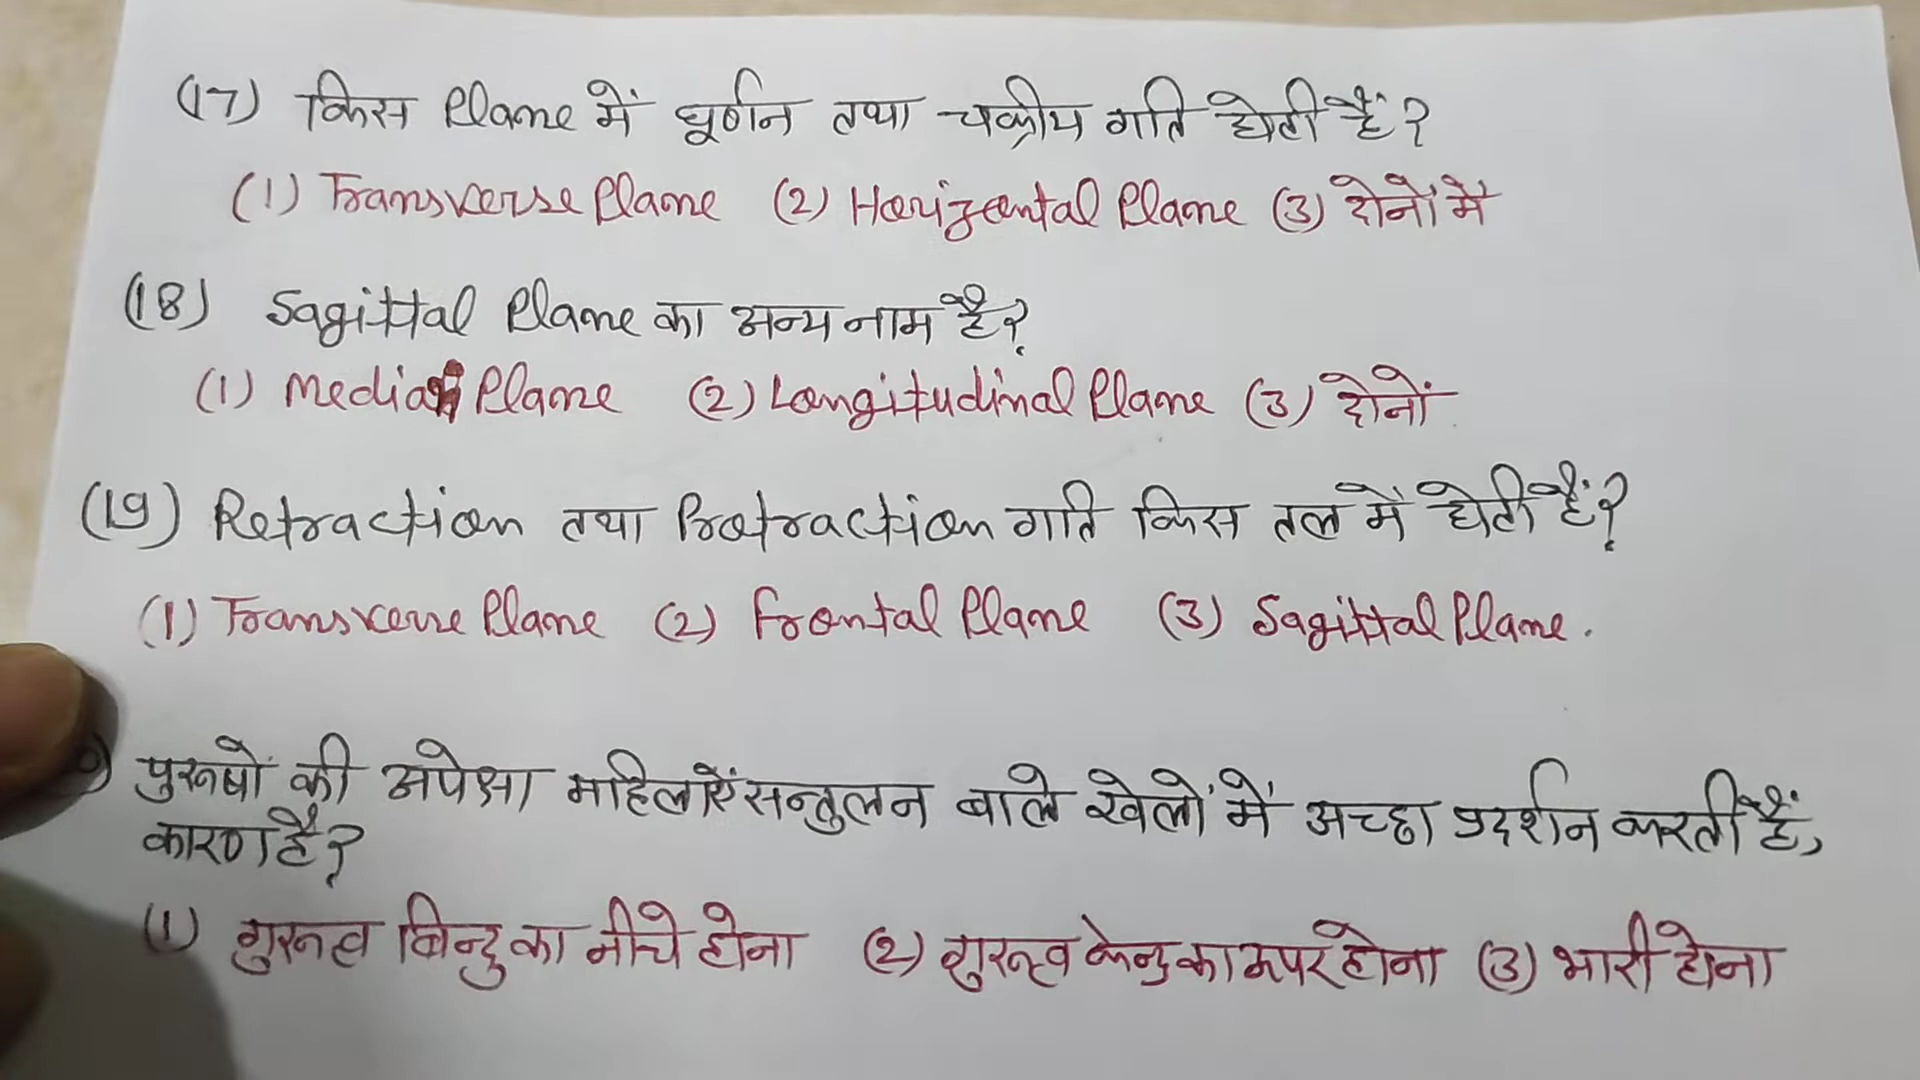 (17) किस Plane में घूर्णन तथा चक्रीय गति होती हैं?
(1) Transverse Plane (2) Horizontal Plane (3) दोनों में
(18) Sagittal Plane का अन्य नाम है?
(1) Median Plane (2) Longitudinal Plane (3) दोनों
(19) Retraction तथा Protraction गति किस तल में होती हैं?
(1) Transverse Plane (2) Frontal Plane (3) Sagittal Plane.
पुरूषों की अपेक्षा महिलाऐं सन्तुलन बाले खेलों में अच्छा प्रदर्शन करती हैं,
कारण है?
(1) गुरूत्व बिन्दु का नीचे होना (2) गुरूत्व केन्द्र का ऊपर होना (3) भारी होना